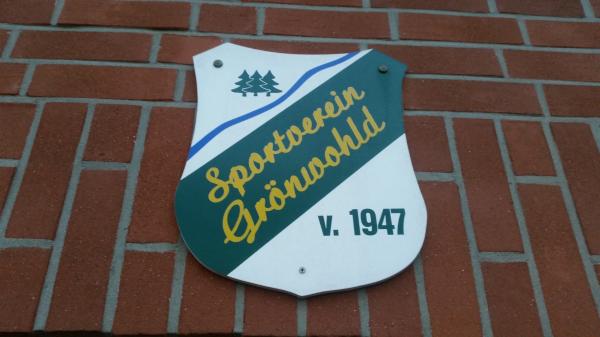 Sportverein
Grönwohld
v. 1947